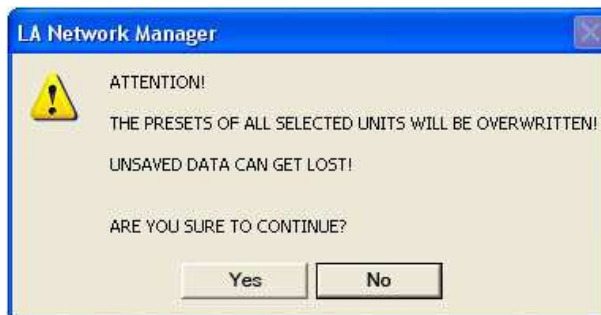 LA Network Manager
ATTENTION!
THE PRESETS OF ALL SELECTED UNITS WILL BE OVERWRITTEN!
UNSAVED DATA CAN GET LOST!
ARE YOU SURE TO CONTINUE?
Yes No